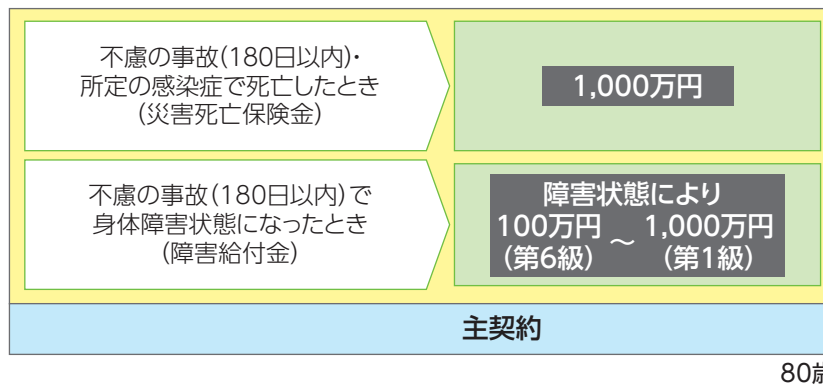 不慮の事故(180日以内)・
所定の感染症で死亡したとき
(災害死亡保険金)
1,000万円
不慮の事故(180日以内)で
身体障害状態になったとき
(障害給付金)
障害状態により
100万円 ～ 1,000万円
(第6級) (第1級)
主契約
80歳